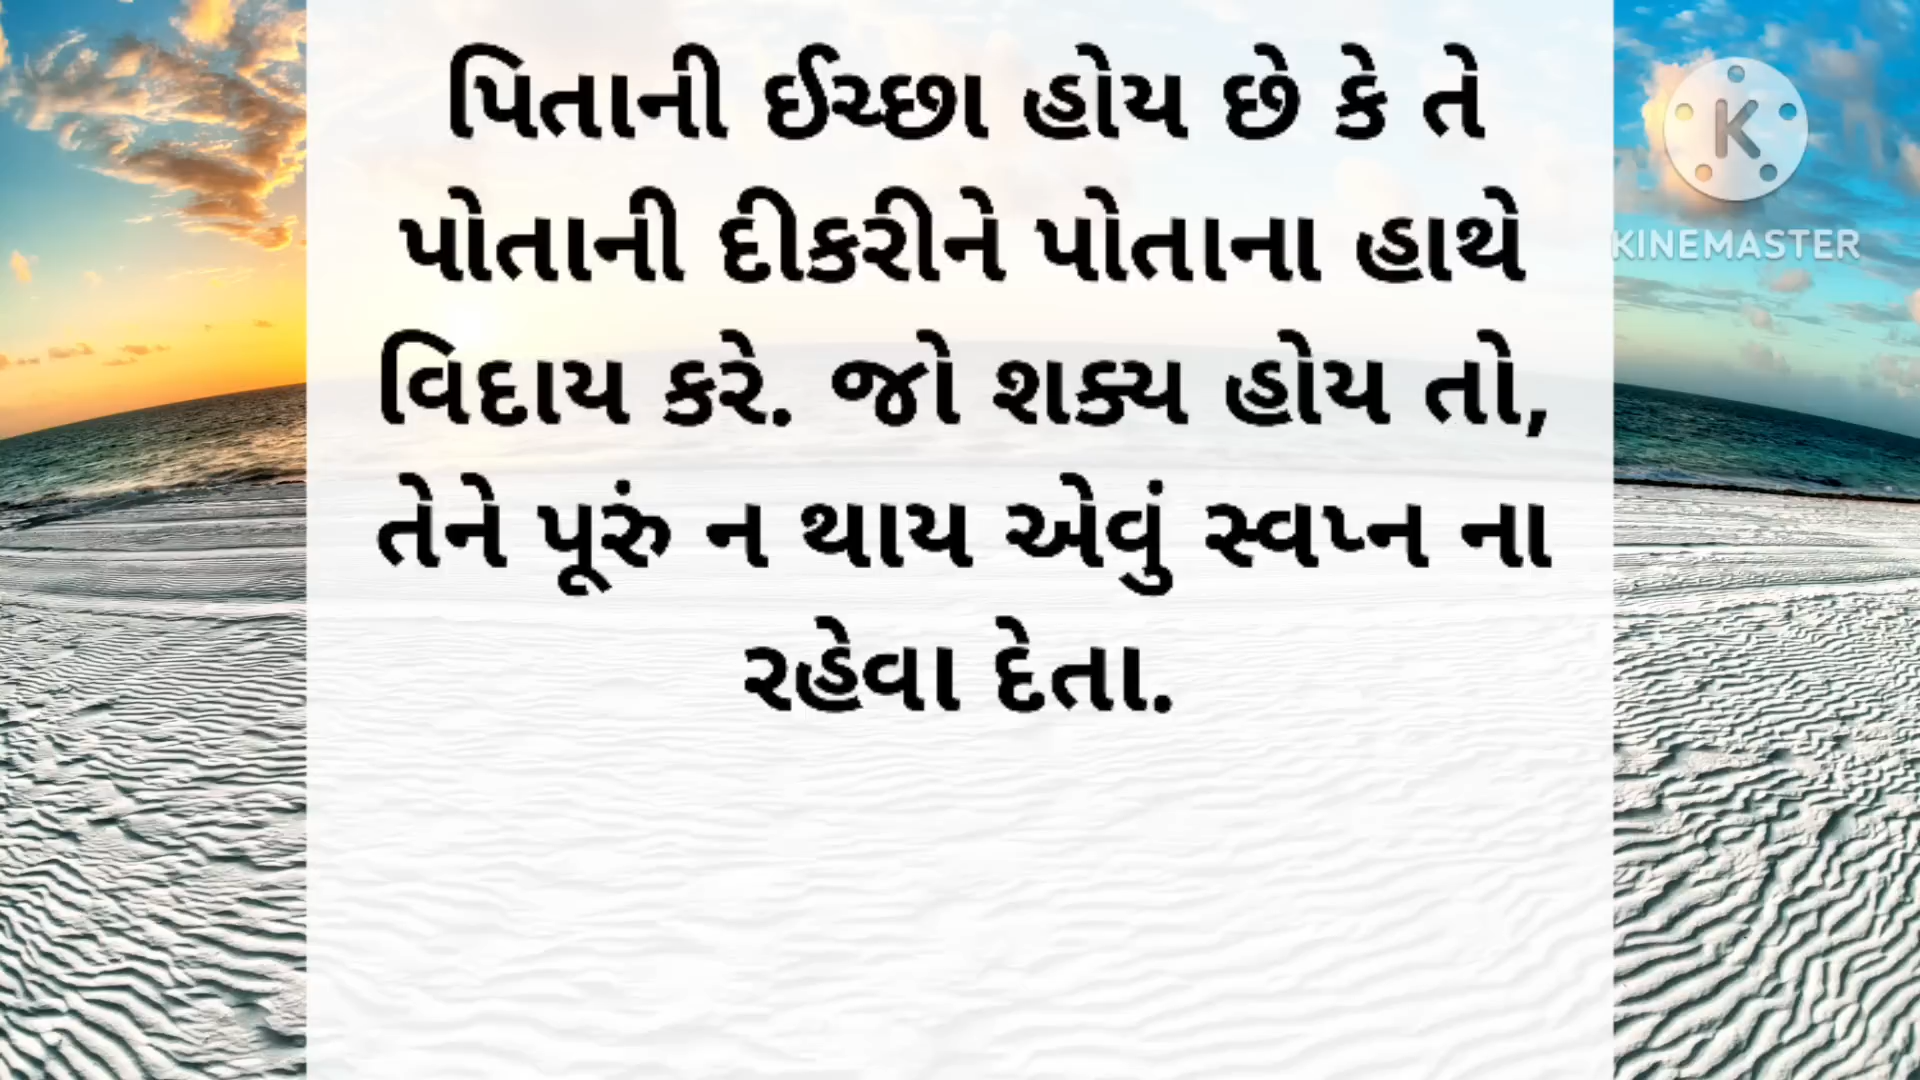 પિતાની ઈચ્છા હોય છે કે તે
પોતાની દીકરીને પોતાના હાથે
વિદાય કરે. જો શક્ય હોય તો,
તેને પૂરું ન થાય એવું સ્વપ્ન ના
રહેવા દેતા.
K
KINEMASTER